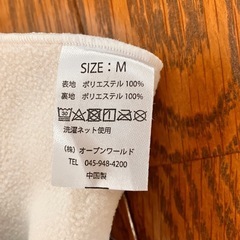 SIZE：M
表地 ポリエステル 100%
裏地 ポリエステル 100%
30
洗濯ネット使用
（株）オープンワールド
TEL 045-948-4200
中国製